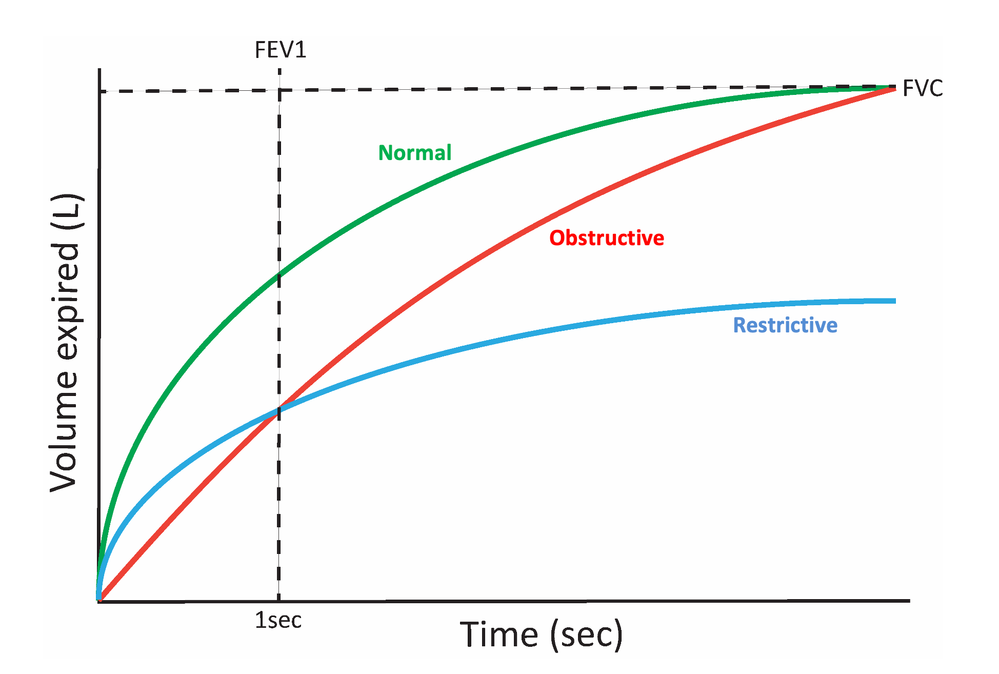 FEV1
FVC
Normal
Obstructive
Restrictive
Volume expired (L)
1sec
Time (sec)